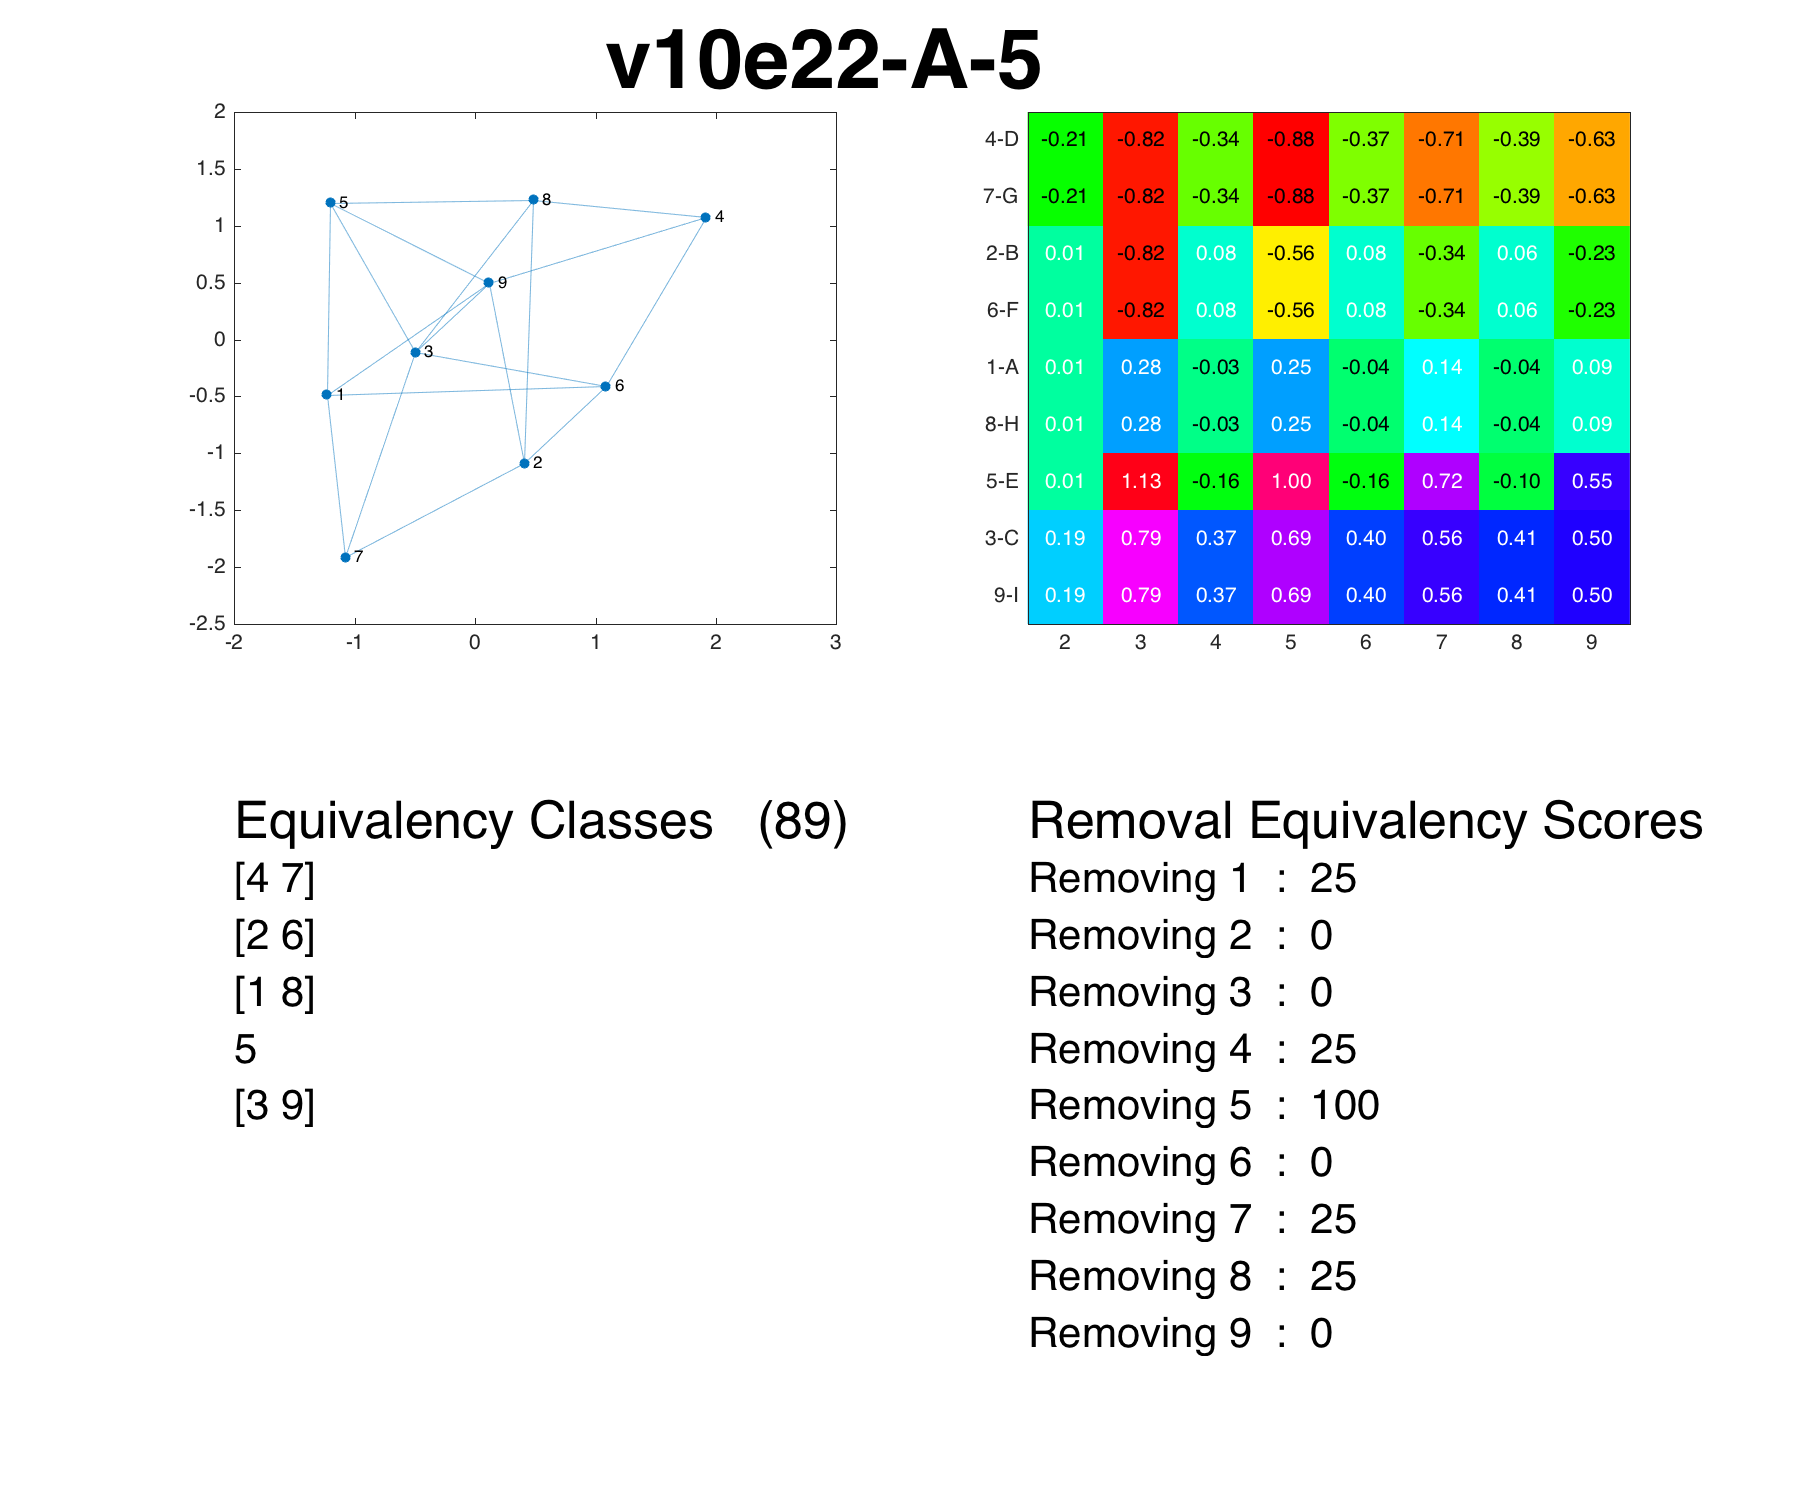 v10e22-A-5
2
1.5
1
0.5
0
-0.5
-1
-1.5
-2
-2.5
-2 -1 0 1 2 3
5
8
4
9
3
6
1
2
7
4-D -0.21 -0.82 -0.34 -0.88 -0.37 -0.71 -0.39 -0.63
7-G -0.21 -0.82 -0.34 -0.88 -0.37 -0.71 -0.39 -0.63
2-B 0.01 -0.82 0.08 -0.56 0.08 -0.34 0.06 -0.23
6-F 0.01 -0.82 0.08 -0.56 0.08 -0.34 0.06 -0.23
1-A 0.01 0.28 -0.03 0.25 -0.04 0.14 -0.04 0.09
8-H 0.01 0.28 -0.03 0.25 -0.04 0.14 -0.04 0.09
5-E 0.01 1.13 -0.16 1.00 -0.16 0.72 -0.10 0.55
3-C 0.19 0.79 0.37 0.69 0.40 0.56 0.41 0.50
9-I 0.19 0.79 0.37 0.69 0.40 0.56 0.41 0.50
2 3 4 5 6 7 8 9
Equivalency Classes (89)
[4 7]
[2 6]
[1 8]
5
[3 9]
Removal Equivalency Scores
Removing 1 : 25
Removing 2 : 0
Removing 3 : 0
Removing 4 : 25
Removing 5 : 100
Removing 6 : 0
Removing 7 : 25
Removing 8 : 25
Removing 9 : 0